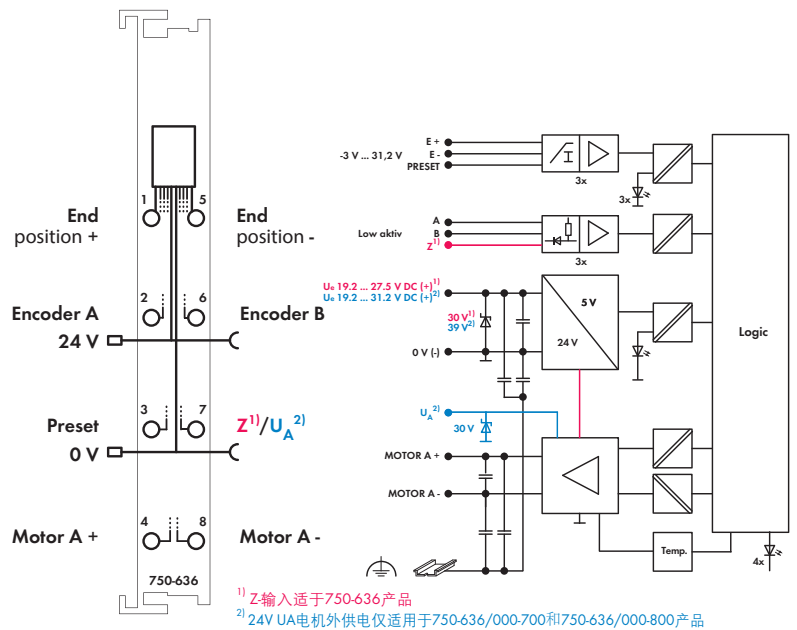 1
5
End
position +
End
position -
2
6
Encoder A
Encoder B
24 V
3
7
Preset
Z¹⁾/U_A²⁾
0 V
4
8
Motor A +
Motor A -
750-636
-3 V ... 31,2 V
E +
E -
PRESET
3x
3x
Low aktiv
A
B
Z¹⁾
3x
Uₑ 19.2 ... 27.5 V DC (+)¹⁾
Uₑ 19.2 ... 31.2 V DC (+)²⁾
30 V¹⁾
39 V²⁾
5 V
24 V
0 V (-)
Logic
U_A²⁾
30 V
MOTOR A +
MOTOR A -
Temp.
4x
¹⁾ Z-输入适于750-636产品
²⁾ 24V UA电机外供电仅适用于750-636/000-700和750-636/000-800产品